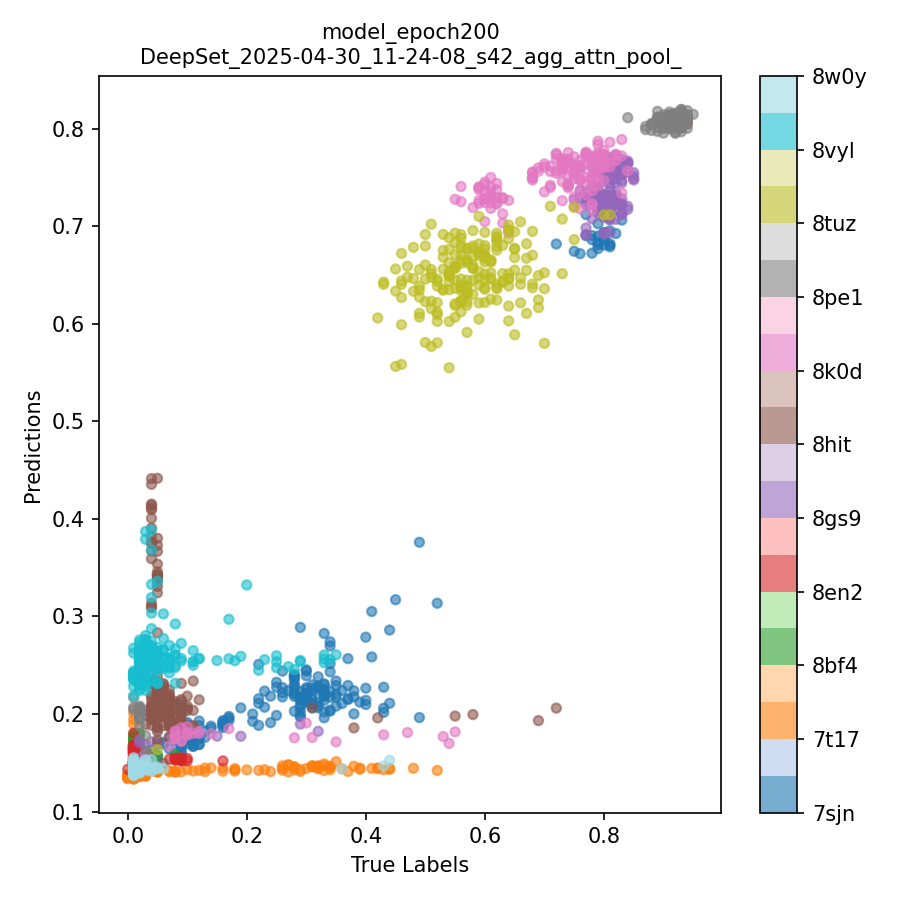 model_epoch200
DeepSet_2025-04-30_11-24-08_s42_agg_attn_pool_
Predictions
0.8
0.7
0.6
0.5
0.4
0.3
0.2
0.1
0.0
0.2
0.4
0.6
0.8
True Labels
8w0y
8vyl
8tuz
8pe1
8k0d
8hit
8gs9
8en2
8bf4
7t17
7sjn